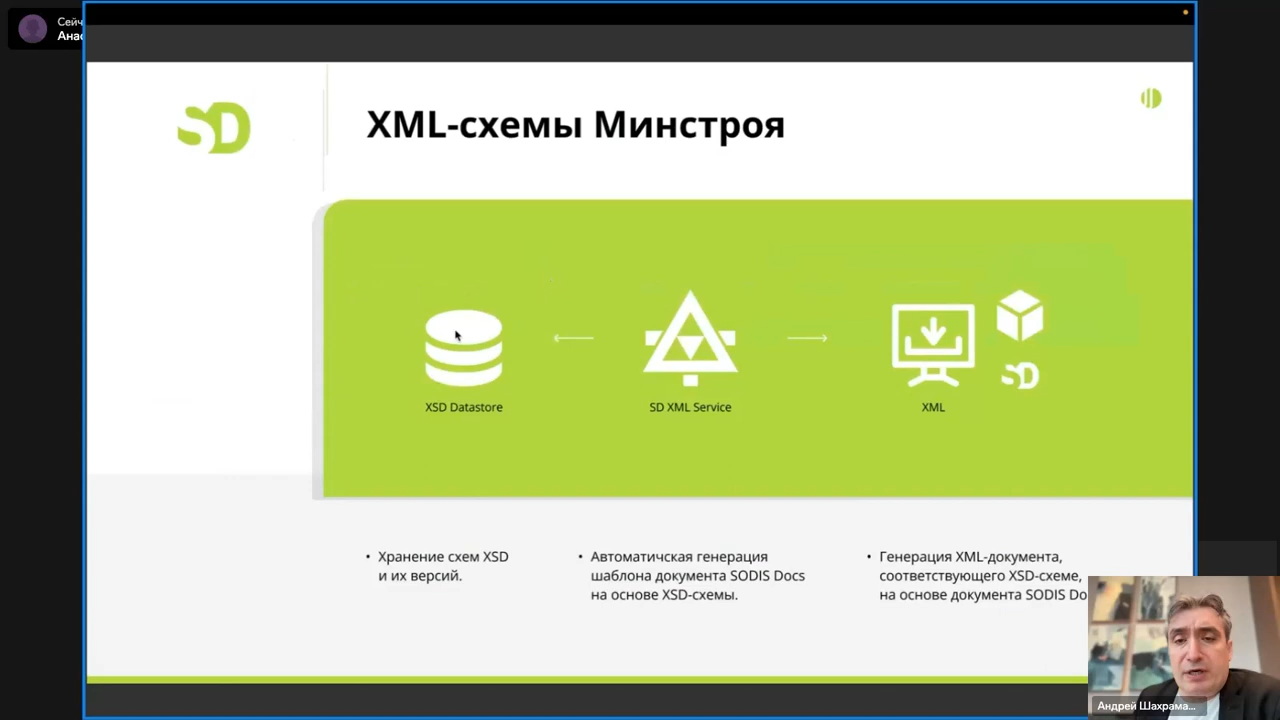 Сейч
Анас
SD
XML-схемы Минстроя
SD
XSD Datastore
SD XML Service
XML
• Хранение схем XSD
и их версий.
• Автоматичская генерация
шаблона документа SODIS Docs
на основе XSD-схемы.
• Генерация XML-документа,
соответствующего XSD-схеме,
на основе документа SODIS Do
Андрей Шахрама...